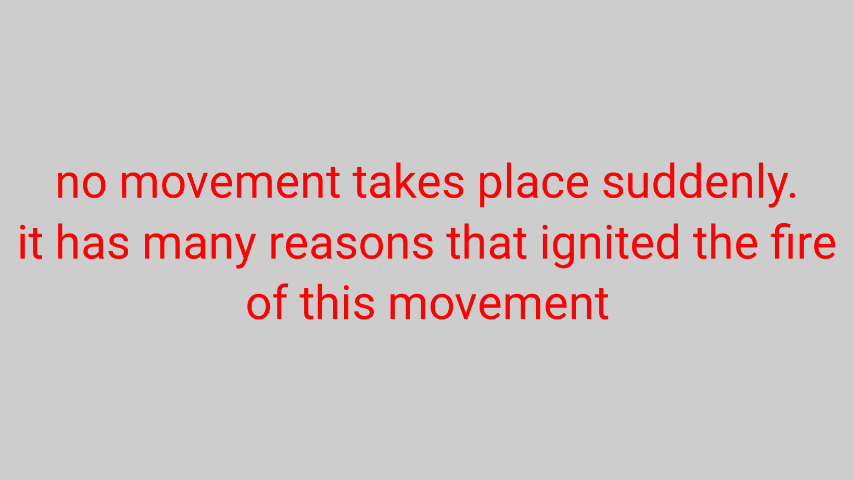 no movement takes place suddenly.
it has many reasons that ignited the fire
of this movement